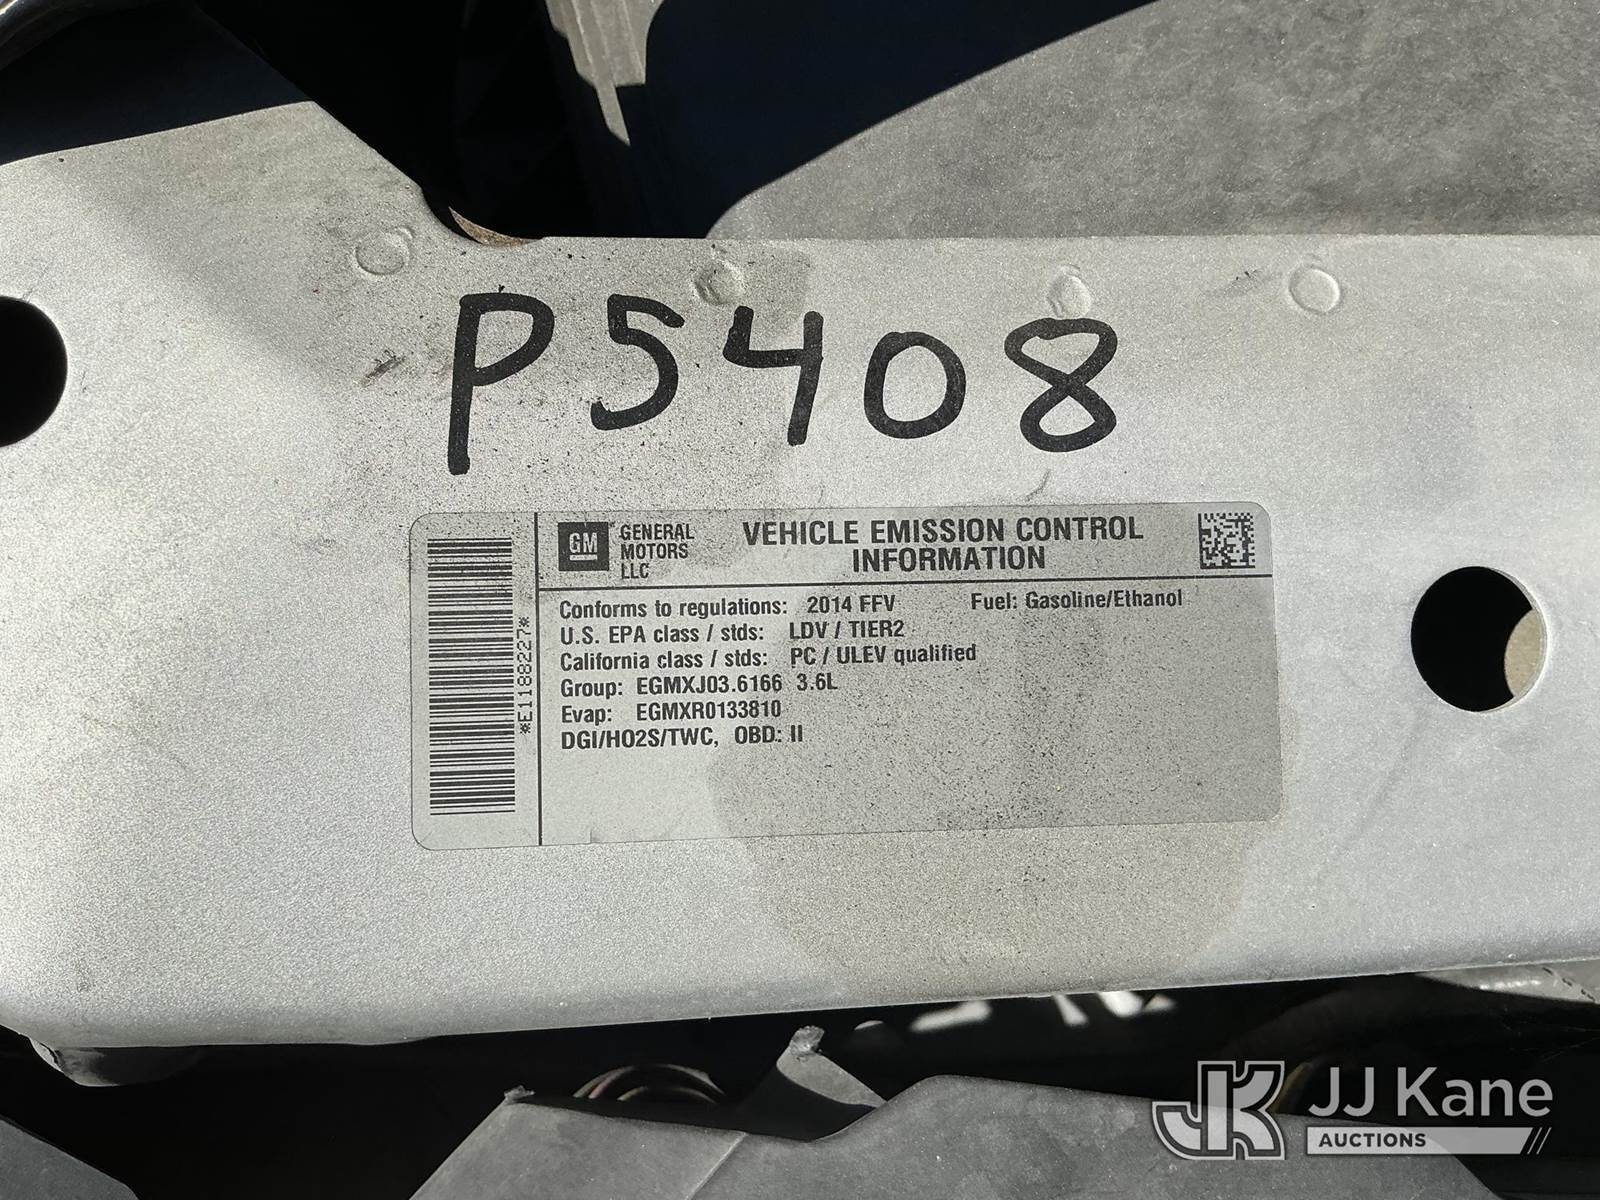 P5408
GM
GENERAL
MOTORS
LLC
VEHICLE EMISSION CONTROL
INFORMATION
Conforms to regulations: 2014 FFV Fuel: Gasoline/Ethanol
U.S. EPA class / stds: LDV / TIER2
California class / stds: PC / ULEV qualified
Group: EGMXJ03.6166 3.6L
Evap: EGMXR0133810
DGI/HO2S/TWC, OBD: II
*E1188227*
JK JJ Kane
AUCTIONS